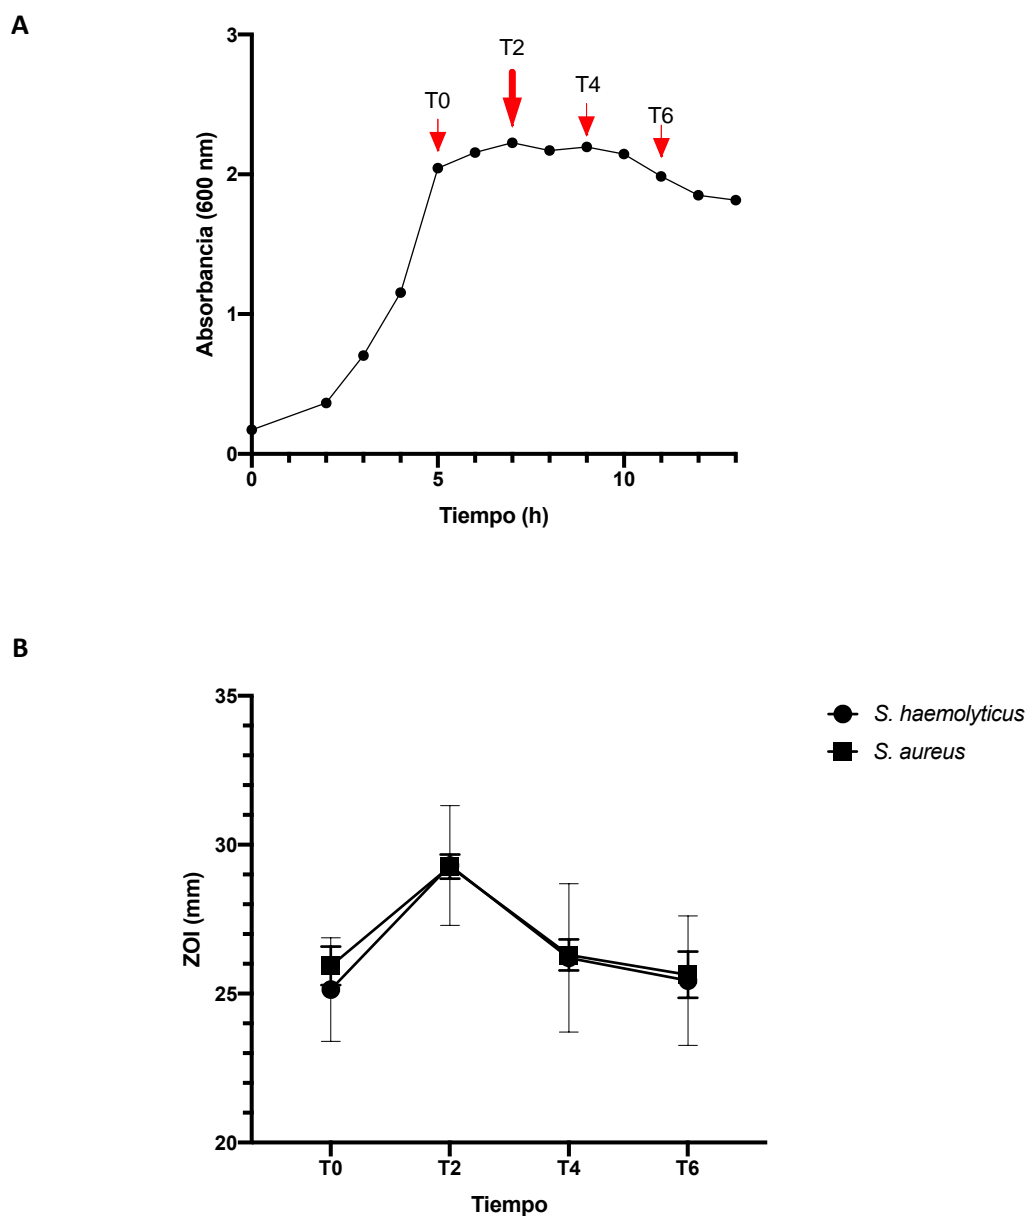 A
3
T2
T4
T0
T6
2
Absorbancia (600 nm)
1
0
0 5 10
Tiempo (h)
B
35
S. haemolyticus
S. aureus
30
ZOI (mm)
25
20
T0 T2 T4 T6
Tiempo